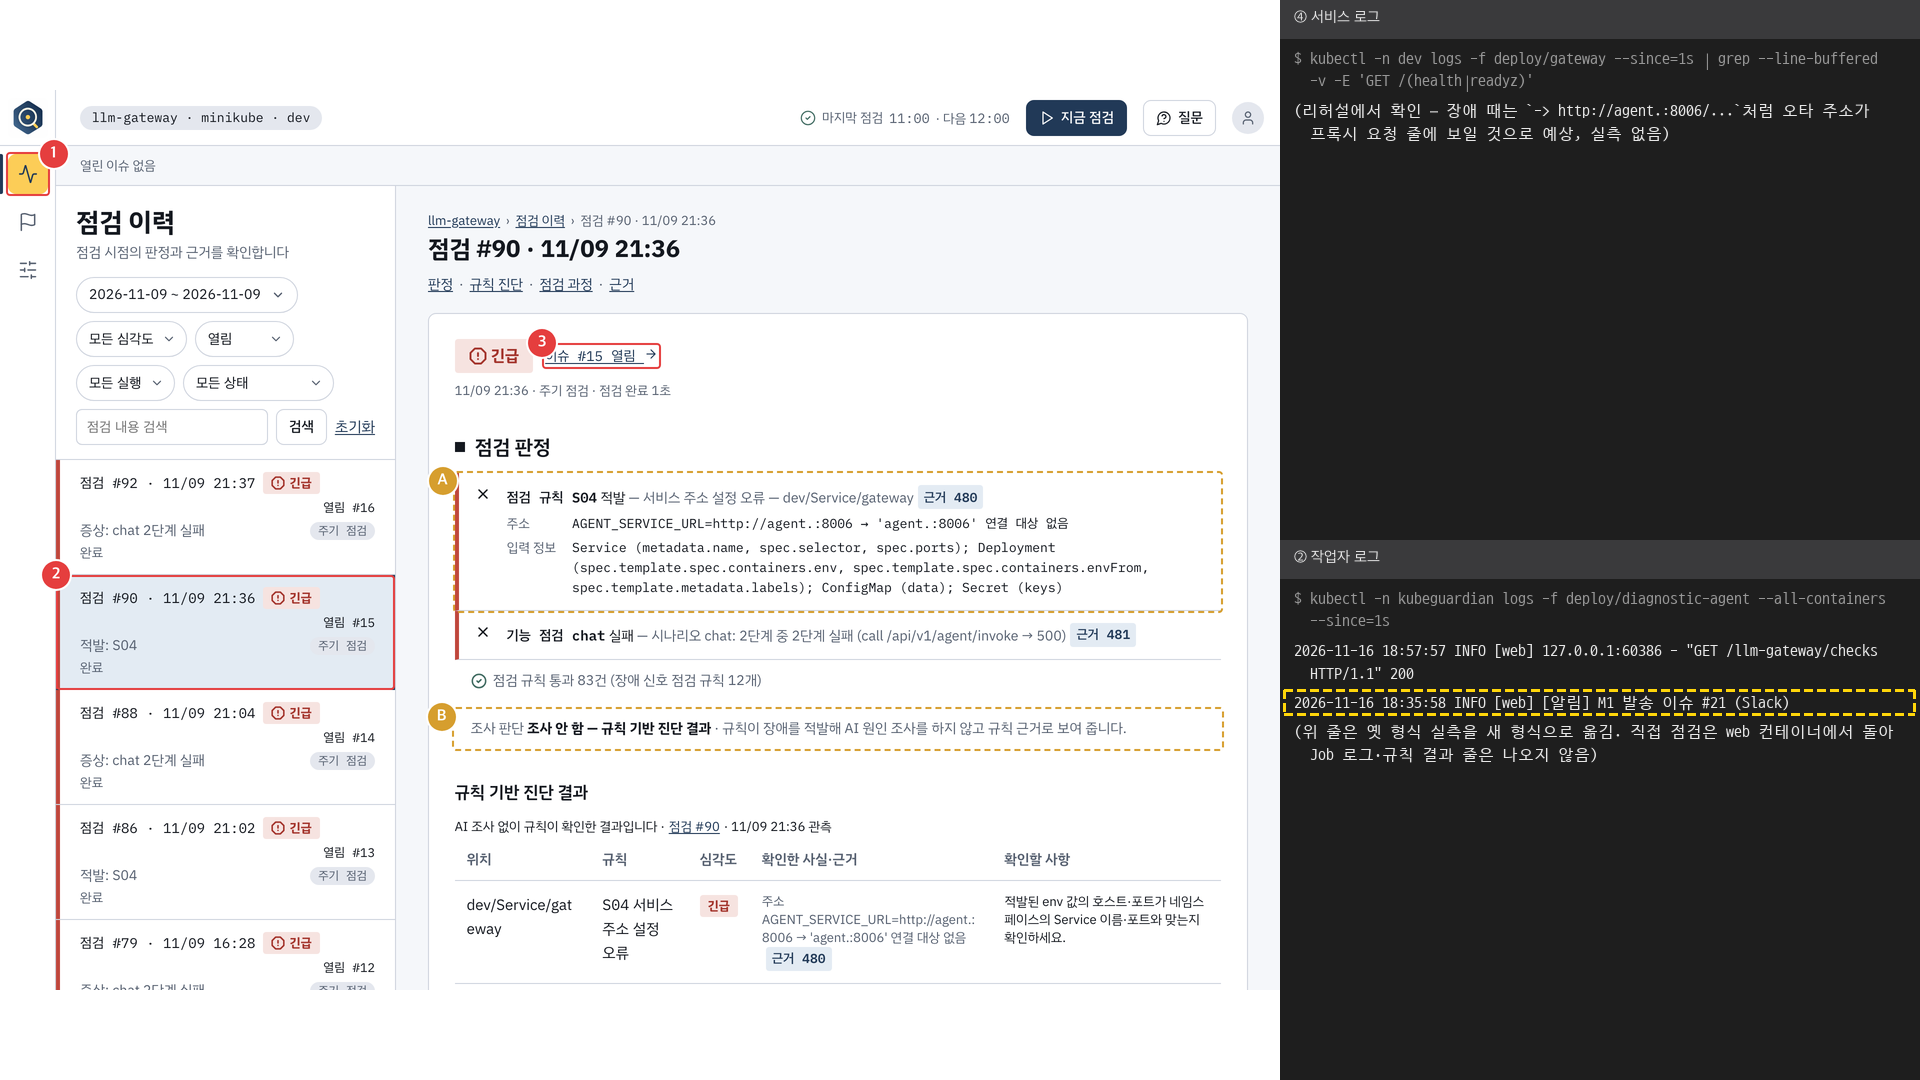 llm-gateway · minikube · dev
마지막 점검 11:00 · 다음 12:00
지금 점검
질문
1
열린 이슈 없음
점검 이력
점검 시점의 판정과 근거를 확인합니다
2026-11-09 ~ 2026-11-09
모든 심각도
열림
모든 실행
모든 상태
점검 내용 검색
검색
초기화
점검 #92 · 11/09 21:37
긴급
열림 #16
증상: chat 2단계 실패
주기 점검
완료
2
점검 #90 · 11/09 21:36
긴급
열림 #15
적발: S04
주기 점검
완료
점검 #88 · 11/09 21:04
긴급
열림 #14
증상: chat 2단계 실패
주기 점검
완료
점검 #86 · 11/09 21:02
긴급
열림 #13
적발: S04
주기 점검
완료
점검 #79 · 11/09 16:28
긴급
열림 #12
증상: chat 2단계 실패
주기 점검
llm-gateway › 점검 이력 › 점검 #90 · 11/09 21:36
점검 #90 · 11/09 21:36
판정 · 규칙 진단 · 점검 과정 · 근거
긴급
3
이슈 #15 열림 →
11/09 21:36 · 주기 점검 · 점검 완료 1초
■ 점검 판정
A
✕ 점검 규칙 S04 적발 — 서비스 주소 설정 오류 — dev/Service/gateway 근거 480
주소 AGENT_SERVICE_URL=http://agent.:8006 → 'agent.:8006' 연결 대상 없음
입력 정보 Service (metadata.name, spec.selector, spec.ports); Deployment
(spec.template.spec.containers.env, spec.template.spec.containers.envFrom,
spec.template.metadata.labels); ConfigMap (data); Secret (keys)
✕ 기능 점검 chat 실패 — 시나리오 chat: 2단계 중 2단계 실패 (call /api/v1/agent/invoke → 500) 근거 481
점검 규칙 통과 83건 (장애 신호 점검 규칙 12개)
B
조사 판단 조사 안 함 — 규칙 기반 진단 결과 · 규칙이 장애를 적발해 AI 원인 조사를 하지 않고 규칙 근거로 보여 줍니다.
규칙 기반 진단 결과
AI 조사 없이 규칙이 확인한 결과입니다 · 점검 #90 · 11/09 21:36 관측
위치 규칙 심각도 확인한 사실·근거 확인할 사항
dev/Service/gat
eway
S04 서비스
주소 설정
오류
긴급
주소
AGENT_SERVICE_URL=http://agent.:
8006 → 'agent.:8006' 연결 대상 없음
근거 480
적발된 env 값의 호스트·포트가 네임스
페이스의 Service 이름·포트와 맞는지
확인하세요.
④ 서비스 로그
$ kubectl -n dev logs -f deploy/gateway --since=1s | grep --line-buffered
-v -E 'GET /(health|readyz)'
(리허설에서 확인 — 장애 때는 `-> http://agent.:8006/...`처럼 오타 주소가
프록시 요청 줄에 보일 것으로 예상, 실측 없음)
② 작업자 로그
$ kubectl -n kubeguardian logs -f deploy/diagnostic-agent --all-containers
--since=1s
2026-11-16 18:57:57 INFO [web] 127.0.0.1:60386 - "GET /llm-gateway/checks
HTTP/1.1" 200
2026-11-16 18:35:58 INFO [web] [알림] M1 발송 이슈 #21 (Slack)
(위 줄은 옛 형식 실측을 새 형식으로 옮김. 직접 점검은 web 컨테이너에서 돌아
Job 로그·규칙 결과 줄은 나오지 않음)